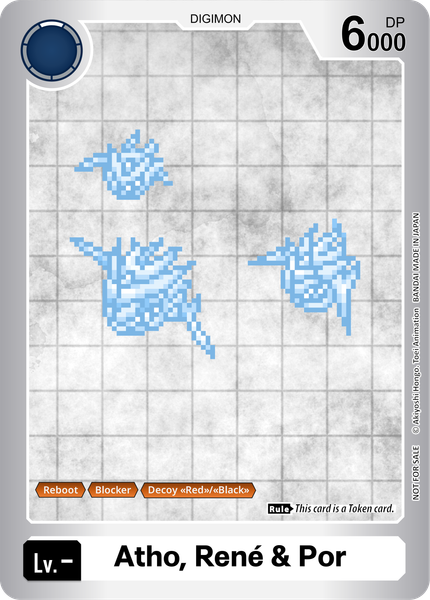 DIGIMON
DP
6000
© Akiyoshi Hongo, Toei Animation BANDAI MADE IN JAPAN
NOT FOR SALE
Reboot Blocker Decoy «Red»/«Black»
Rule This card is a Token card.
Lv. – Atho, René & Por